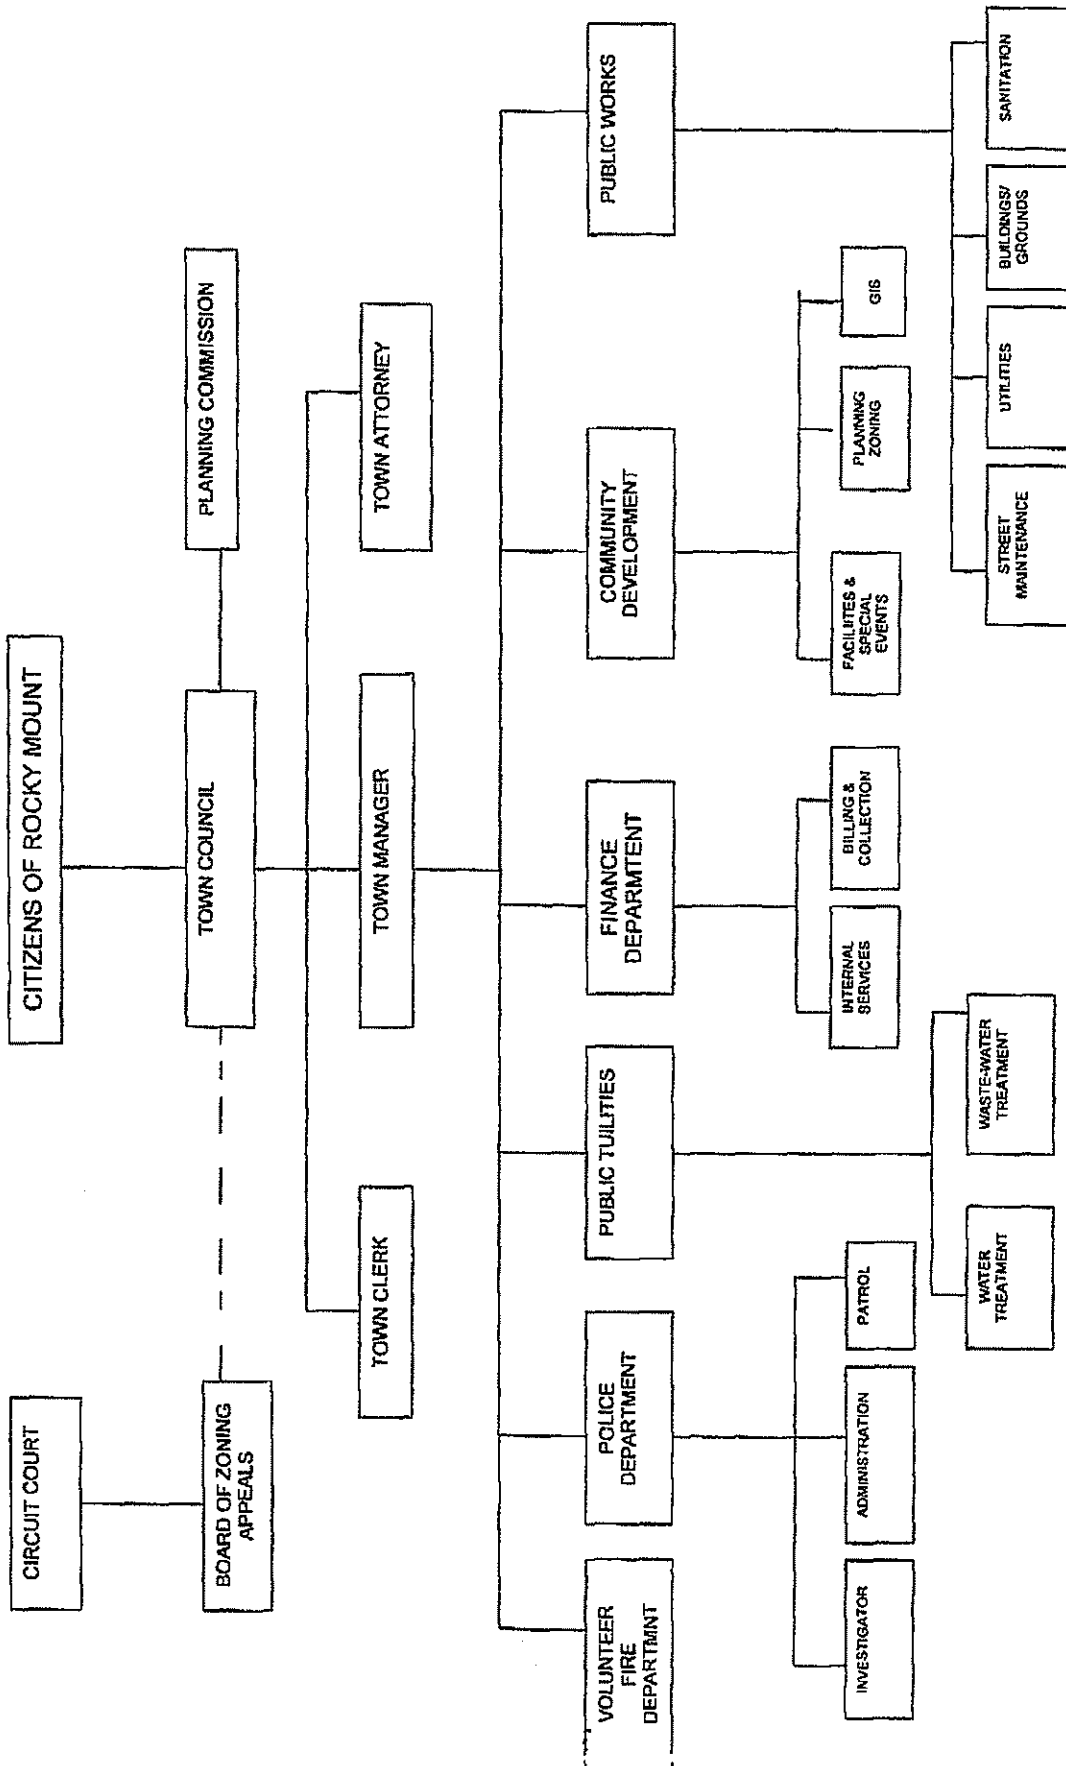 CITIZENS OF ROCKY MOUNT
CIRCUIT COURT
BOARD OF ZONING
APPEALS
TOWN COUNCIL
PLANNING COMMISSION
TOWN CLERK
TOWN MANAGER
TOWN ATTORNEY
VOLUNTEER
FIRE
DEPARTMNT
POLICE
DEPARTMENT
PUBLIC TUILITIES
FINANCE
DEPARMTENT
COMMUNITY
DEVELOPMENT
PUBLIC WORKS
INVESTIGATOR
ADMINISTRATION
PATROL
WATER
TREATMENT
WASTE-WATER
TREATMENT
INTERNAL
SERVICES
BILLING &
COLLECTION
FACILIITES &
SPECIAL
EVENTS
PLANNING
ZONING
GIS
STREET
MAINTENANCE
UTILITIES
BUILDINGS/
GROUNDS
SANITATION